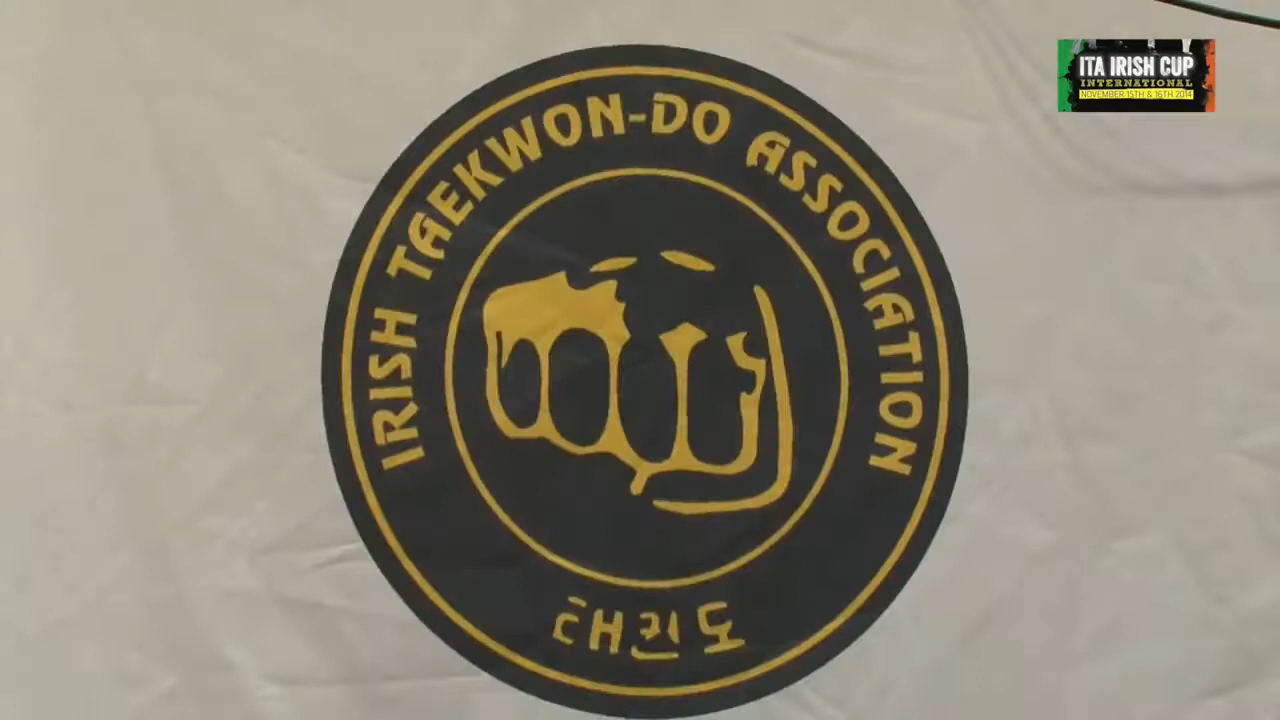 ITA IRISH CUP
INTERNATIONAL
NOVEMBER 15TH & 16TH 2014
IRISH TAEKWON-DO ASSOCIATION
태권도